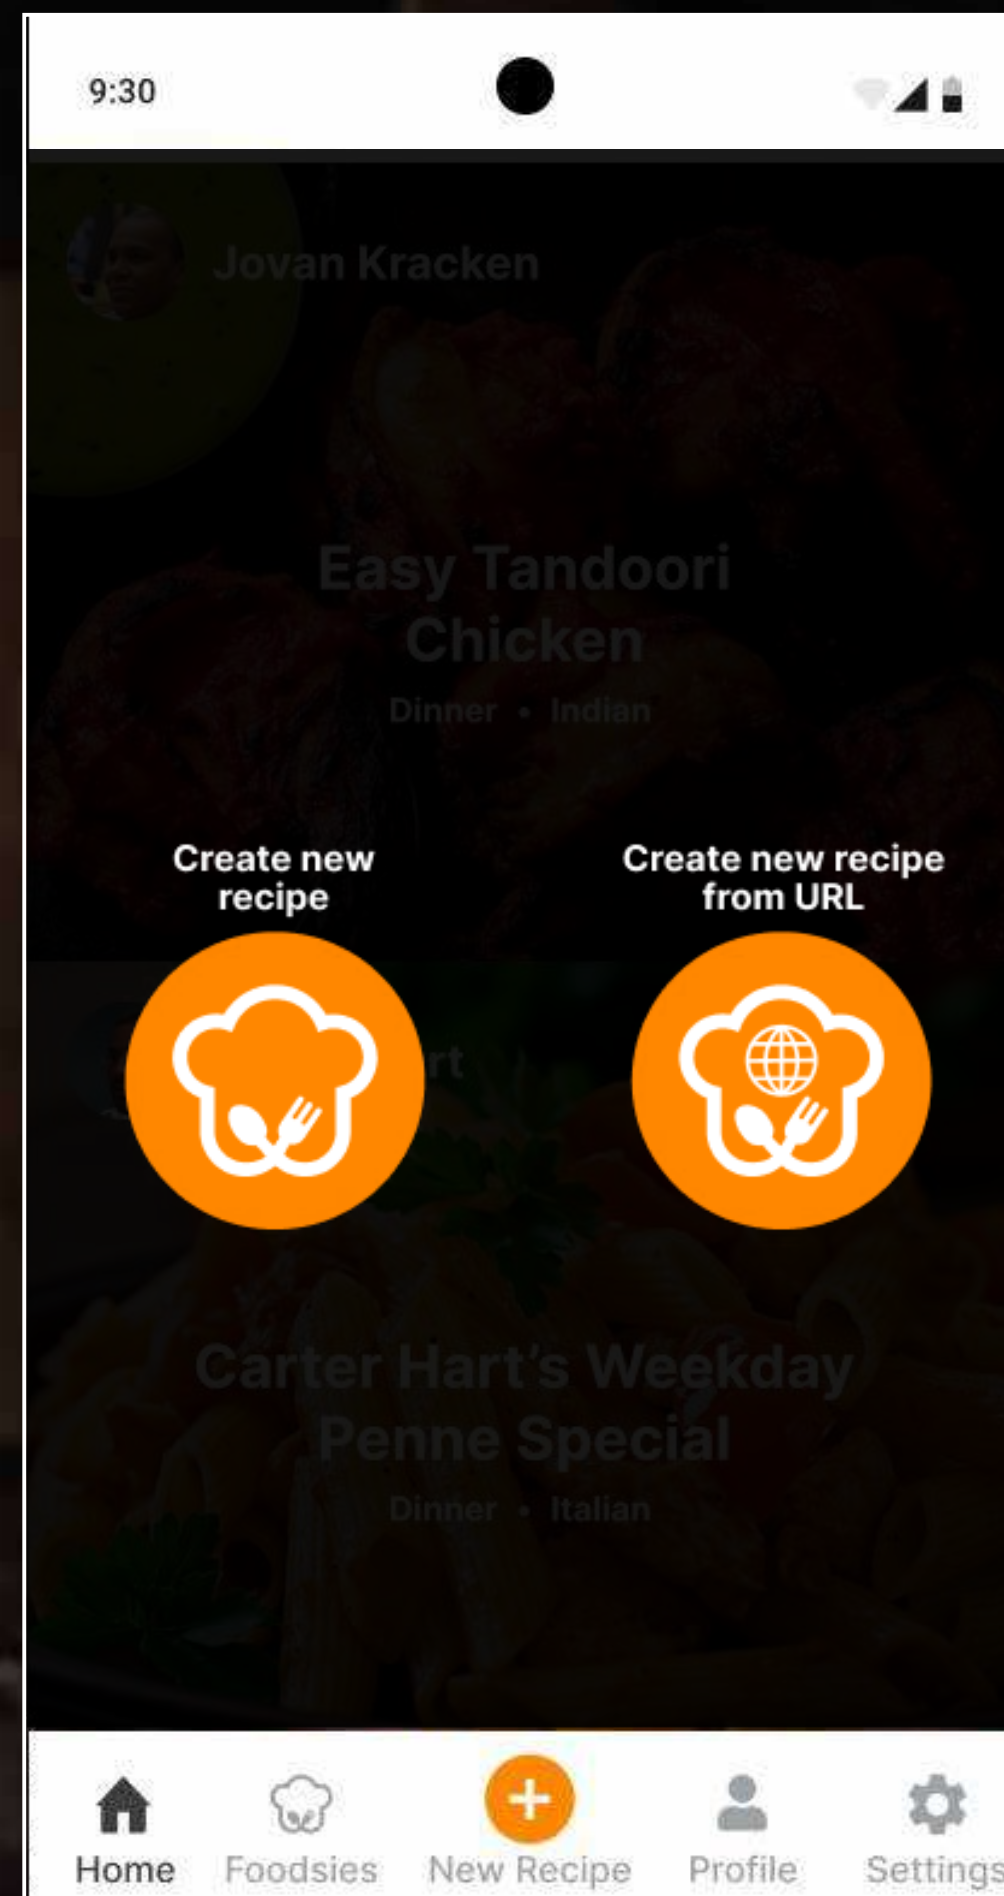 9:30
Jovan Kracken
Easy Tandoori
Chicken
Dinner • Indian
Create new
recipe
Create new recipe
from URL
Carter Hart’s Weekday
Penne Special
Dinner • Italian
Home
Foodsies
New Recipe
Profile
Settings